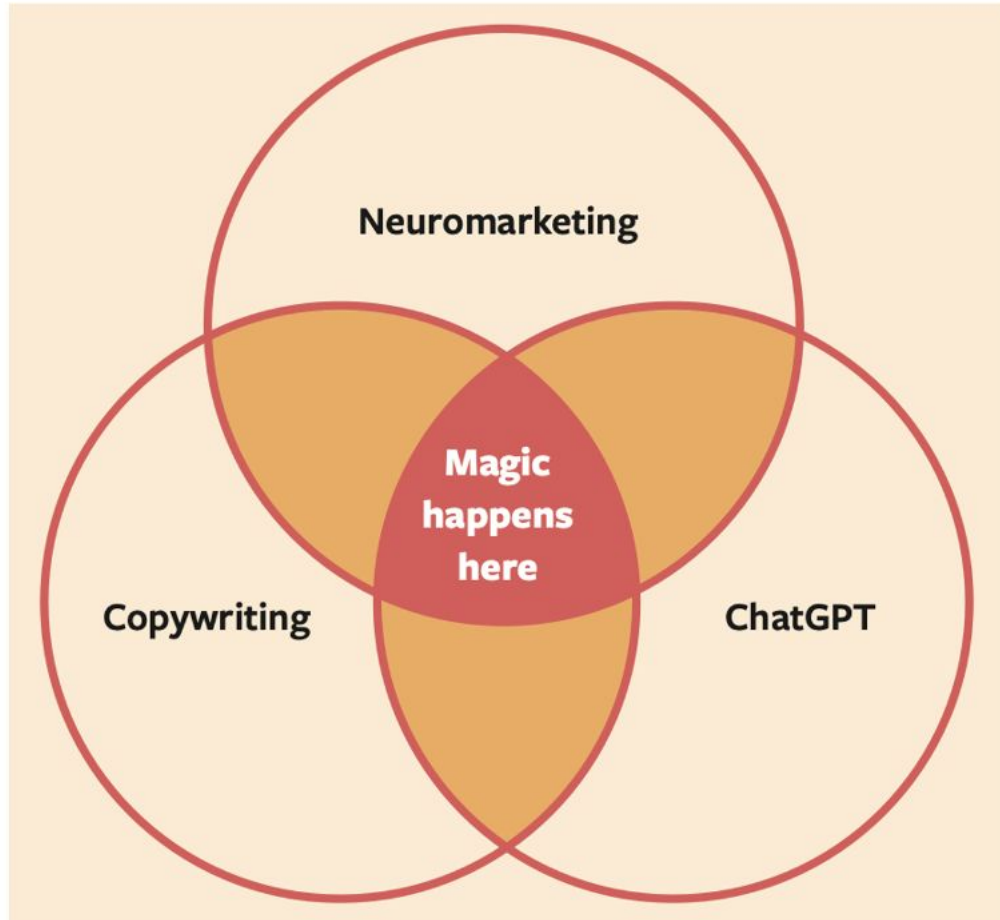 Neuromarketing
Magic
happens
here
Copywriting
ChatGPT